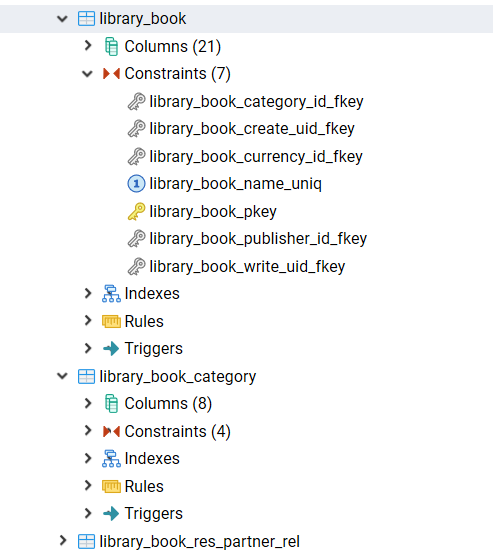 library_book
Columns (21)
Constraints (7)
library_book_category_id_fkey
library_book_create_uid_fkey
library_book_currency_id_fkey
1 library_book_name_uniq
library_book_pkey
library_book_publisher_id_fkey
library_book_write_uid_fkey
Indexes
Rules
Triggers
library_book_category
Columns (8)
Constraints (4)
Indexes
Rules
Triggers
library_book_res_partner_rel